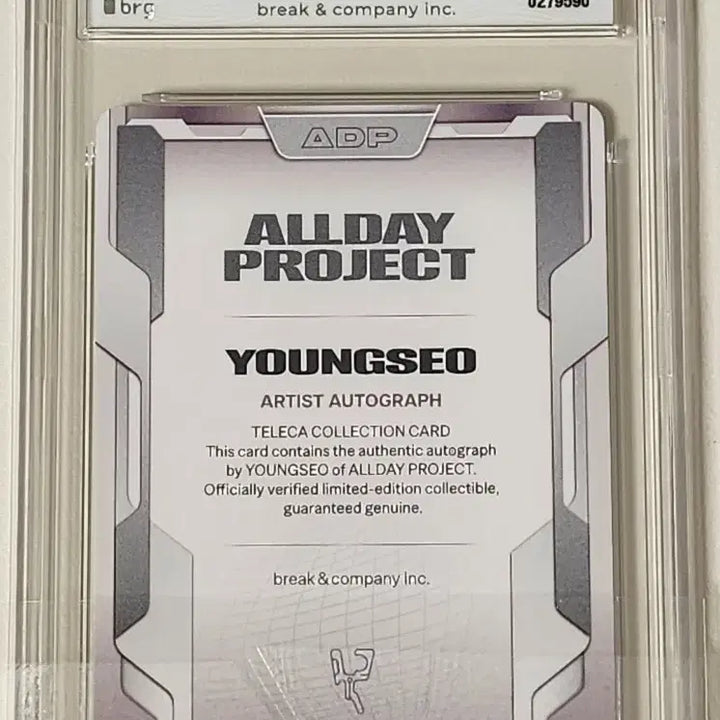 brg
break & company inc.
0279590
ADP
ALLDAY
PROJECT
YOUNGSEO
ARTIST AUTOGRAPH
TELECA COLLECTION CARD
This card contains the authentic autograph
by YOUNGSEO of ALLDAY PROJECT.
Officially verified limited-edition collectible,
guaranteed genuine.
break & company Inc.